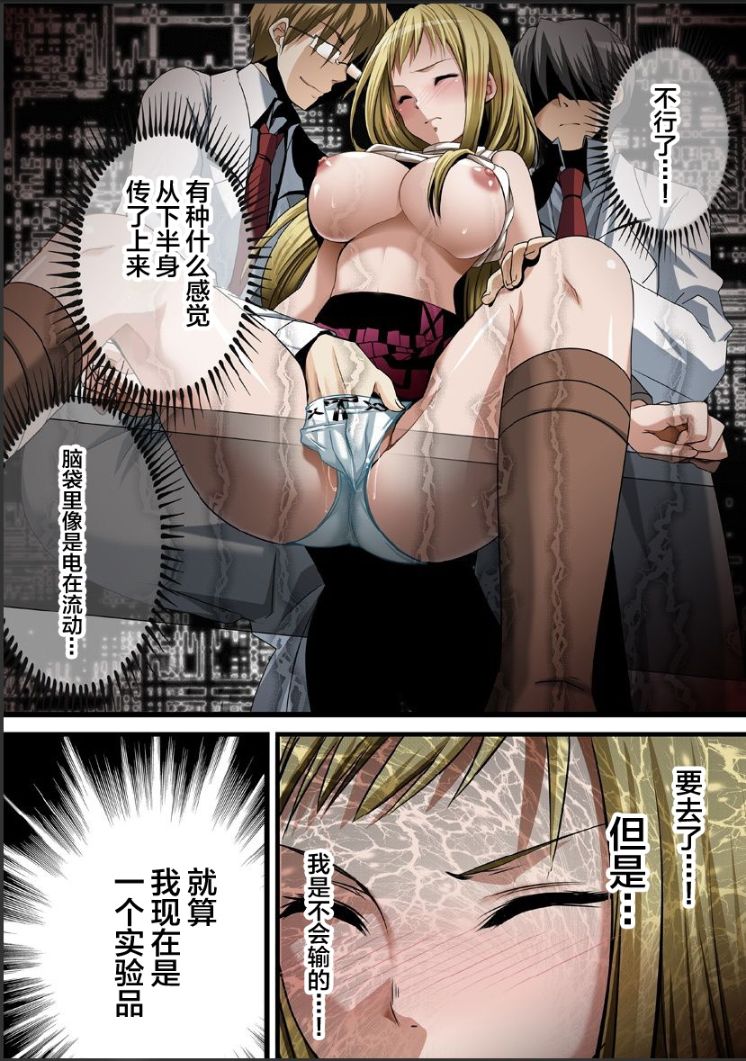 不行了…！
有种什么感觉
从下半身
传了上来
脑袋里像是电在流动…
要去了…！
但是…
我是不会输的…！
就算
我现在是
一个实验品